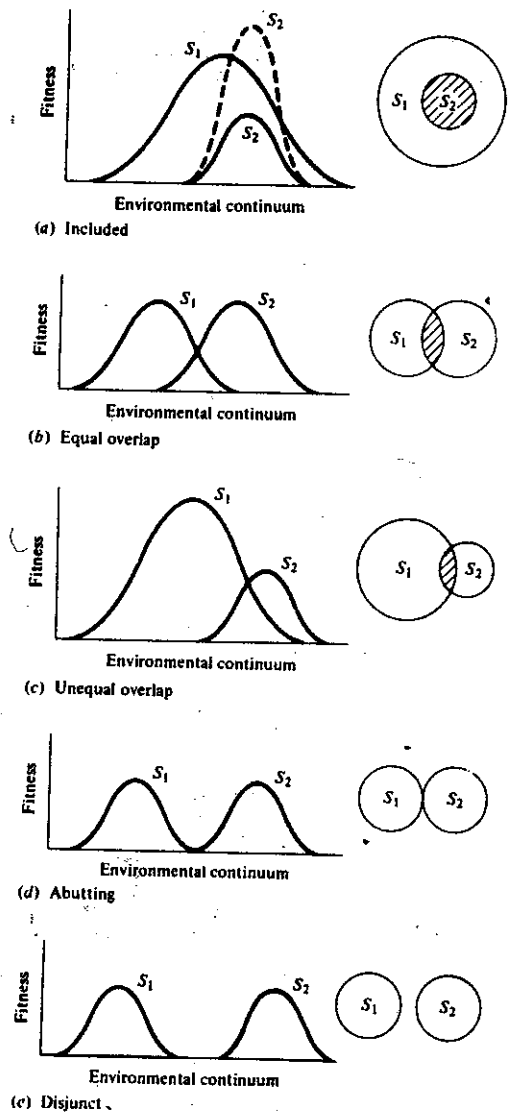 Fitness
S1
S2
S2
Environmental continuum
S1
S2
(a) Included
Fitness
S1
S2
Environmental continuum
S1
S2
(b) Equal overlap
Fitness
S1
S2
Environmental continuum
S1
S2
(c) Unequal overlap
Fitness
S1
S2
Environmental continuum
S1
S2
(d) Abutting
Fitness
S1
S2
Environmental continuum
S1
S2
(e) Disjunct